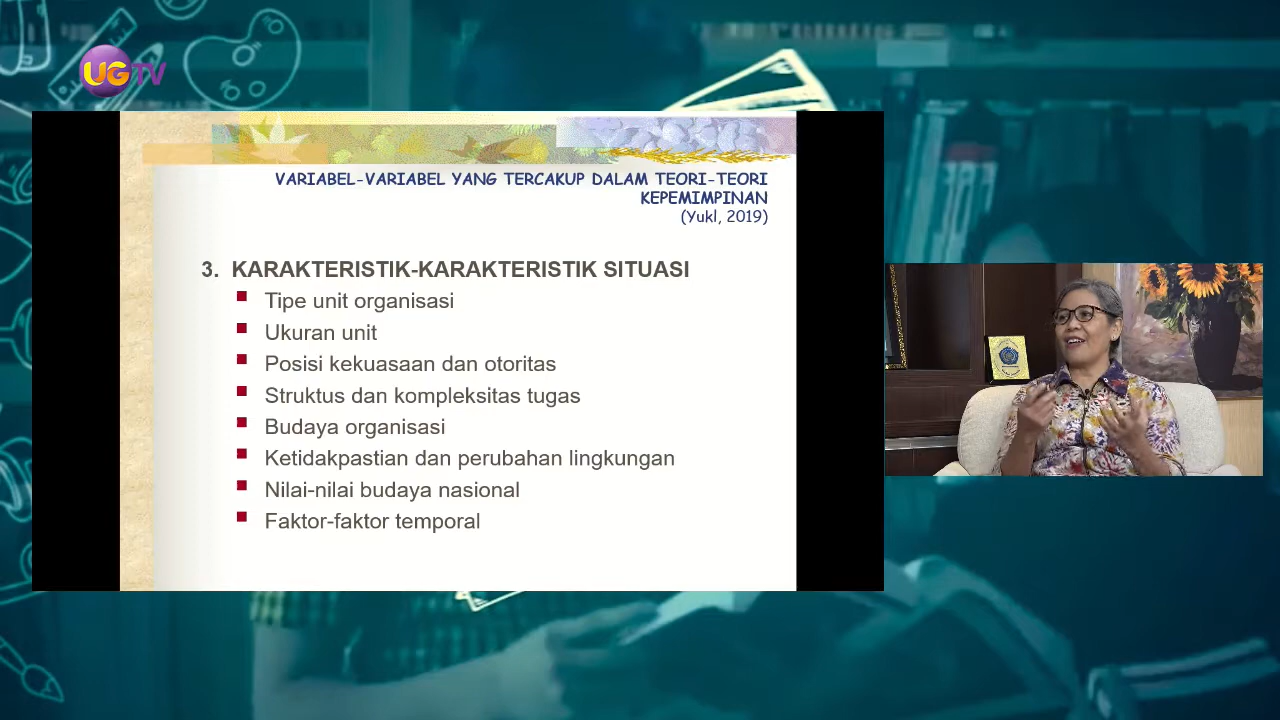 UGTV
VARIABEL-VARIABEL YANG TERCAKUP DALAM TEORI-TEORI
KEPEMIMPINAN
(Yukl, 2019)
3. KARAKTERISTIK-KARAKTERISTIK SITUASI
Tipe unit organisasi
Ukuran unit
Posisi kekuasaan dan otoritas
Struktus dan kompleksitas tugas
Budaya organisasi
Ketidakpastian dan perubahan lingkungan
Nilai-nilai budaya nasional
Faktor-faktor temporal